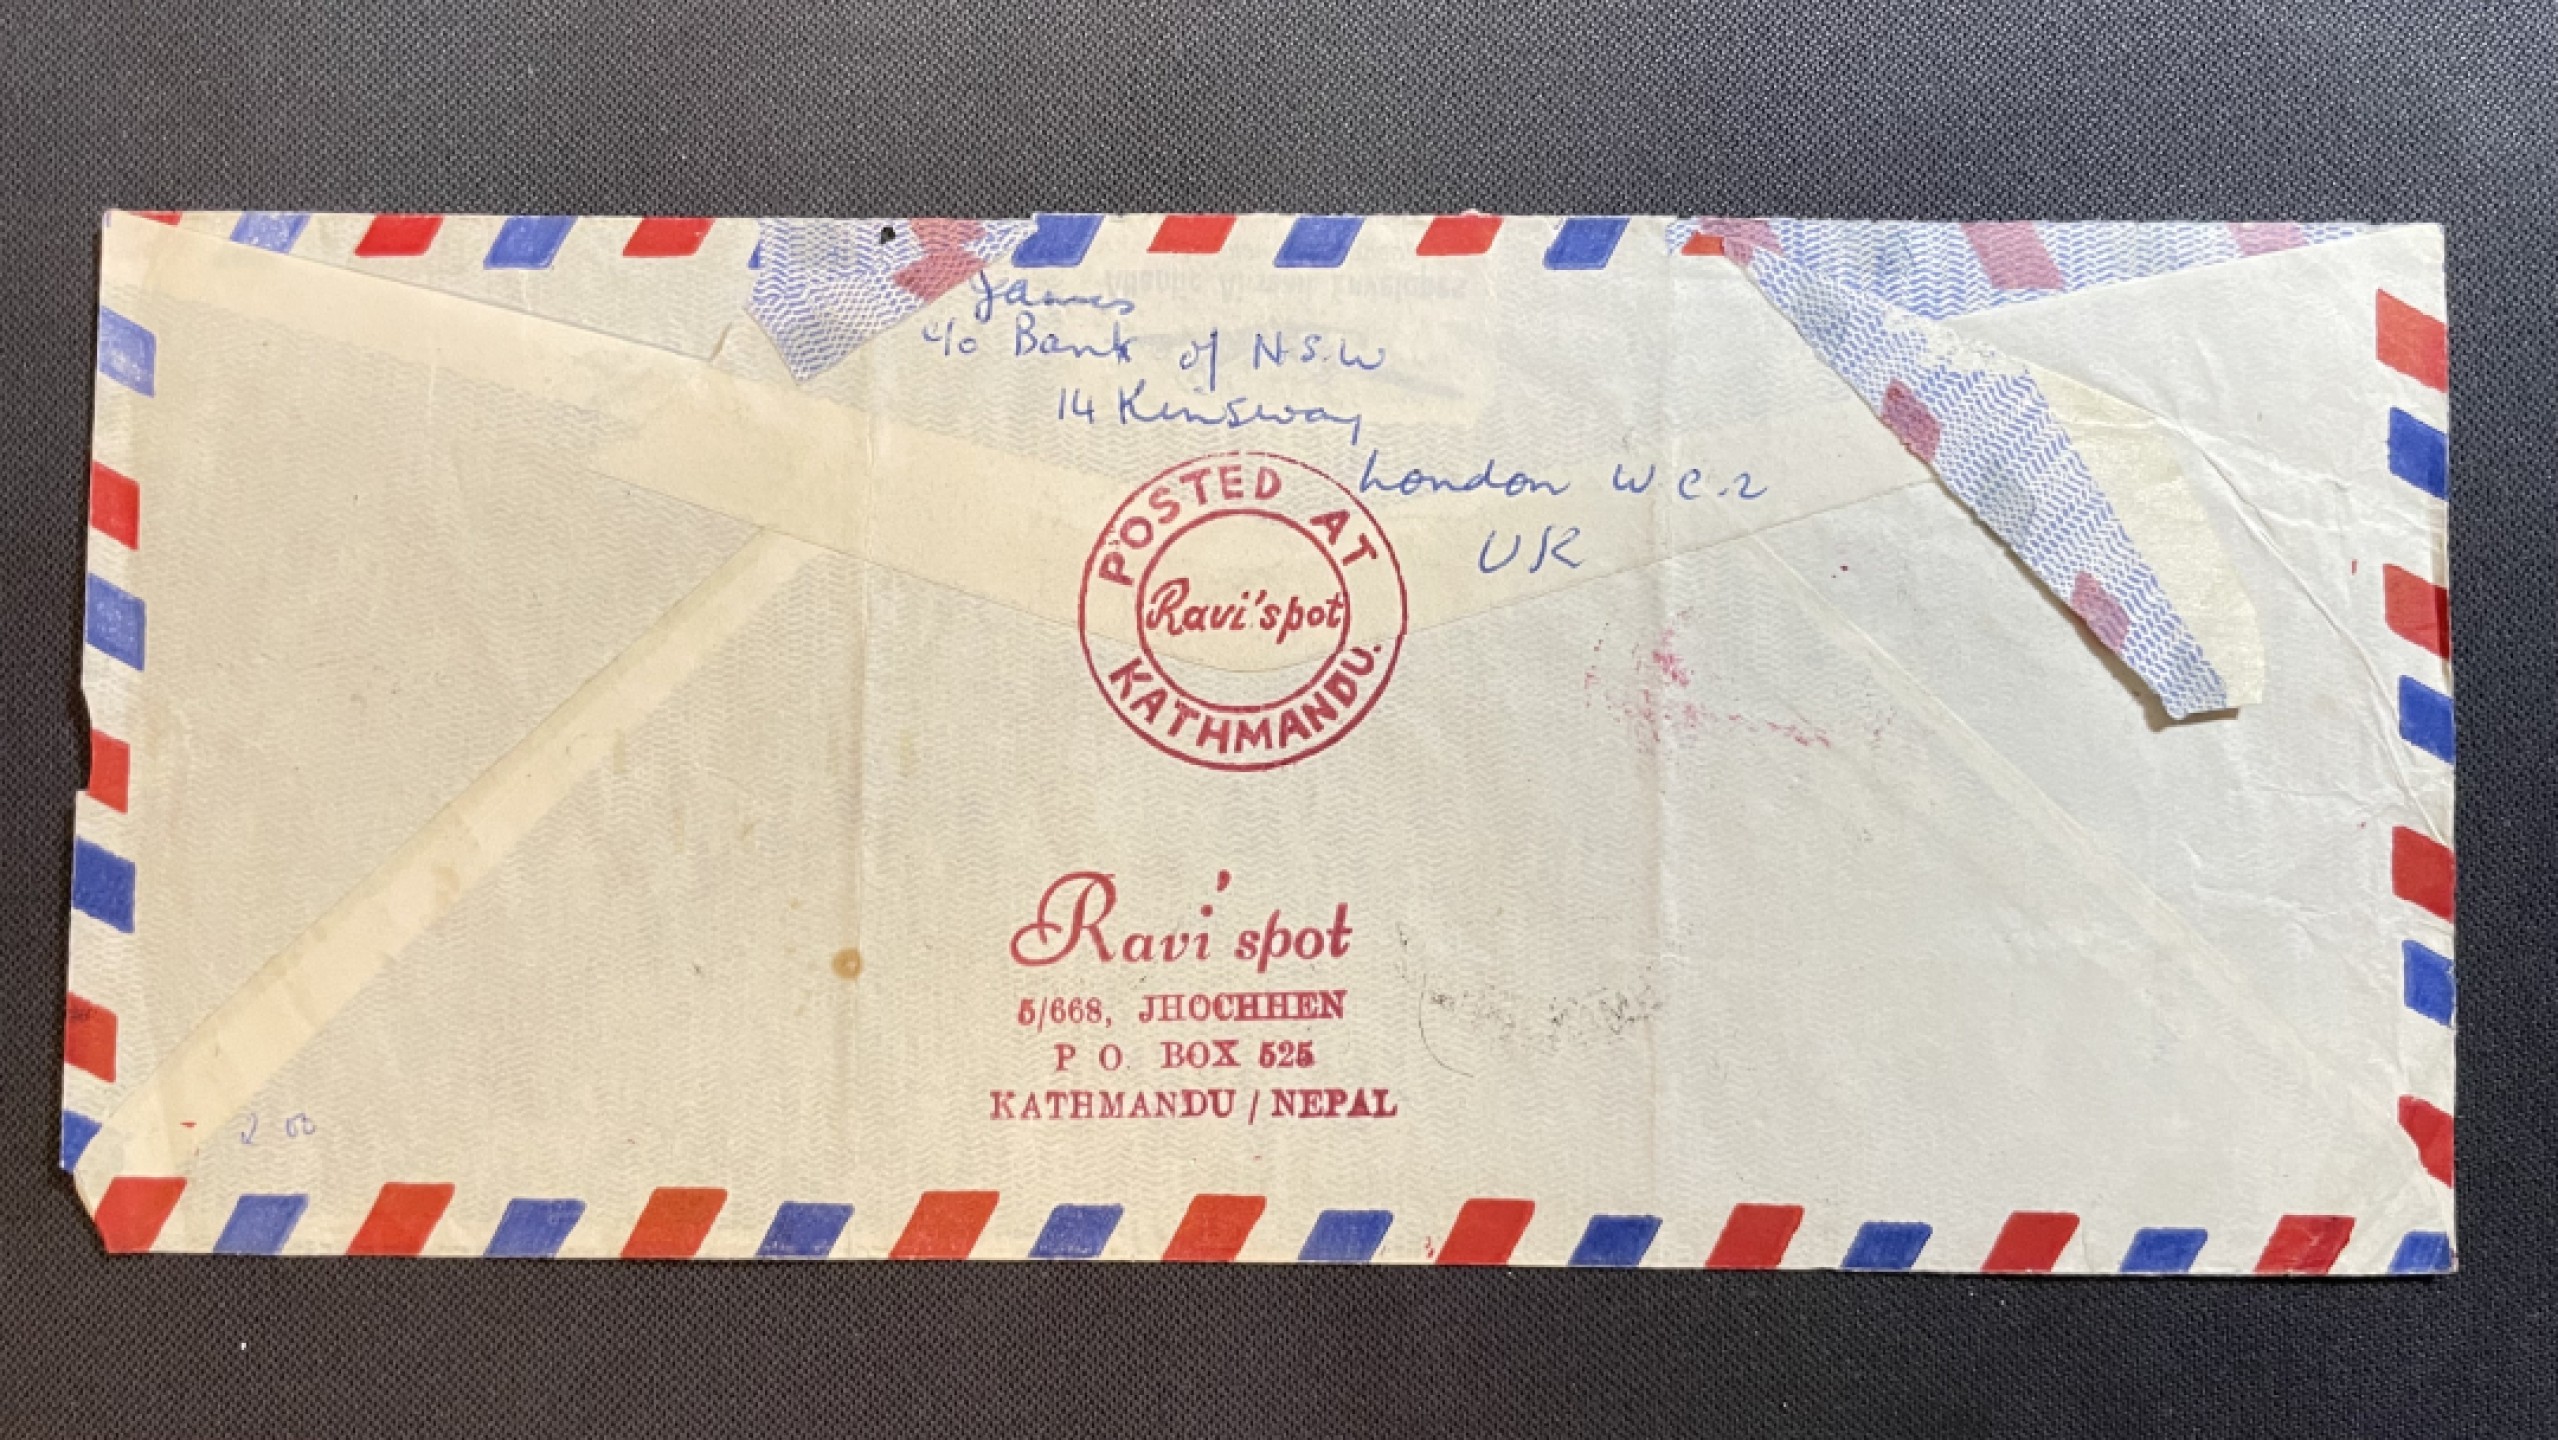 James
c/o Bank of N.S.W
14 Kinsway
London W C.2
UK
POSTED AT
Ravi'spot
KATHMANDU.
Ravi'spot
5/668, JHOCHHEN
P O. BOX 525
KATHMANDU / NEPAL